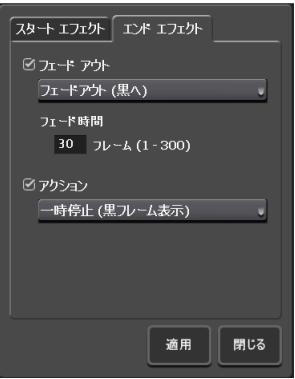 スタート エフェクト エンド エフェクト
フェード アウト
フェードアウト (黒へ)
フェード時間
30 フレーム (1 - 300)
アクション
一時停止 (黒フレーム表示)
適用 閉じる